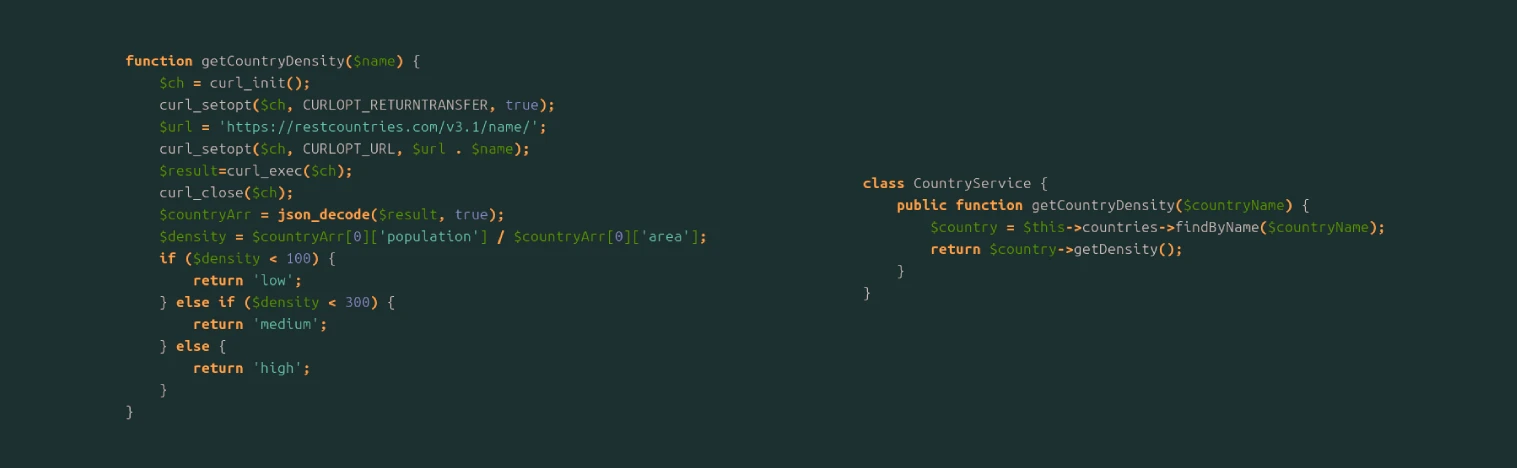 function getCountryDensity($name) {
    $ch = curl_init();
    curl_setopt($ch, CURLOPT_RETURNTRANSFER, true);
    $url = 'https://restcountries.com/v3.1/name/';
    curl_setopt($ch, CURLOPT_URL, $url . $name);
    $result=curl_exec($ch);
    curl_close($ch);
    $countryArr = json_decode($result, true);
    $density = $countryArr[0]['population'] / $countryArr[0]['area'];
    if ($density < 100) {
        return 'low';
    } else if ($density < 300) {
        return 'medium';
    } else {
        return 'high';
    }
}
class CountryService {
    public function getCountryDensity($countryName) {
        $country = $this->countries->findByName($countryName);
        return $country->getDensity();
    }
}